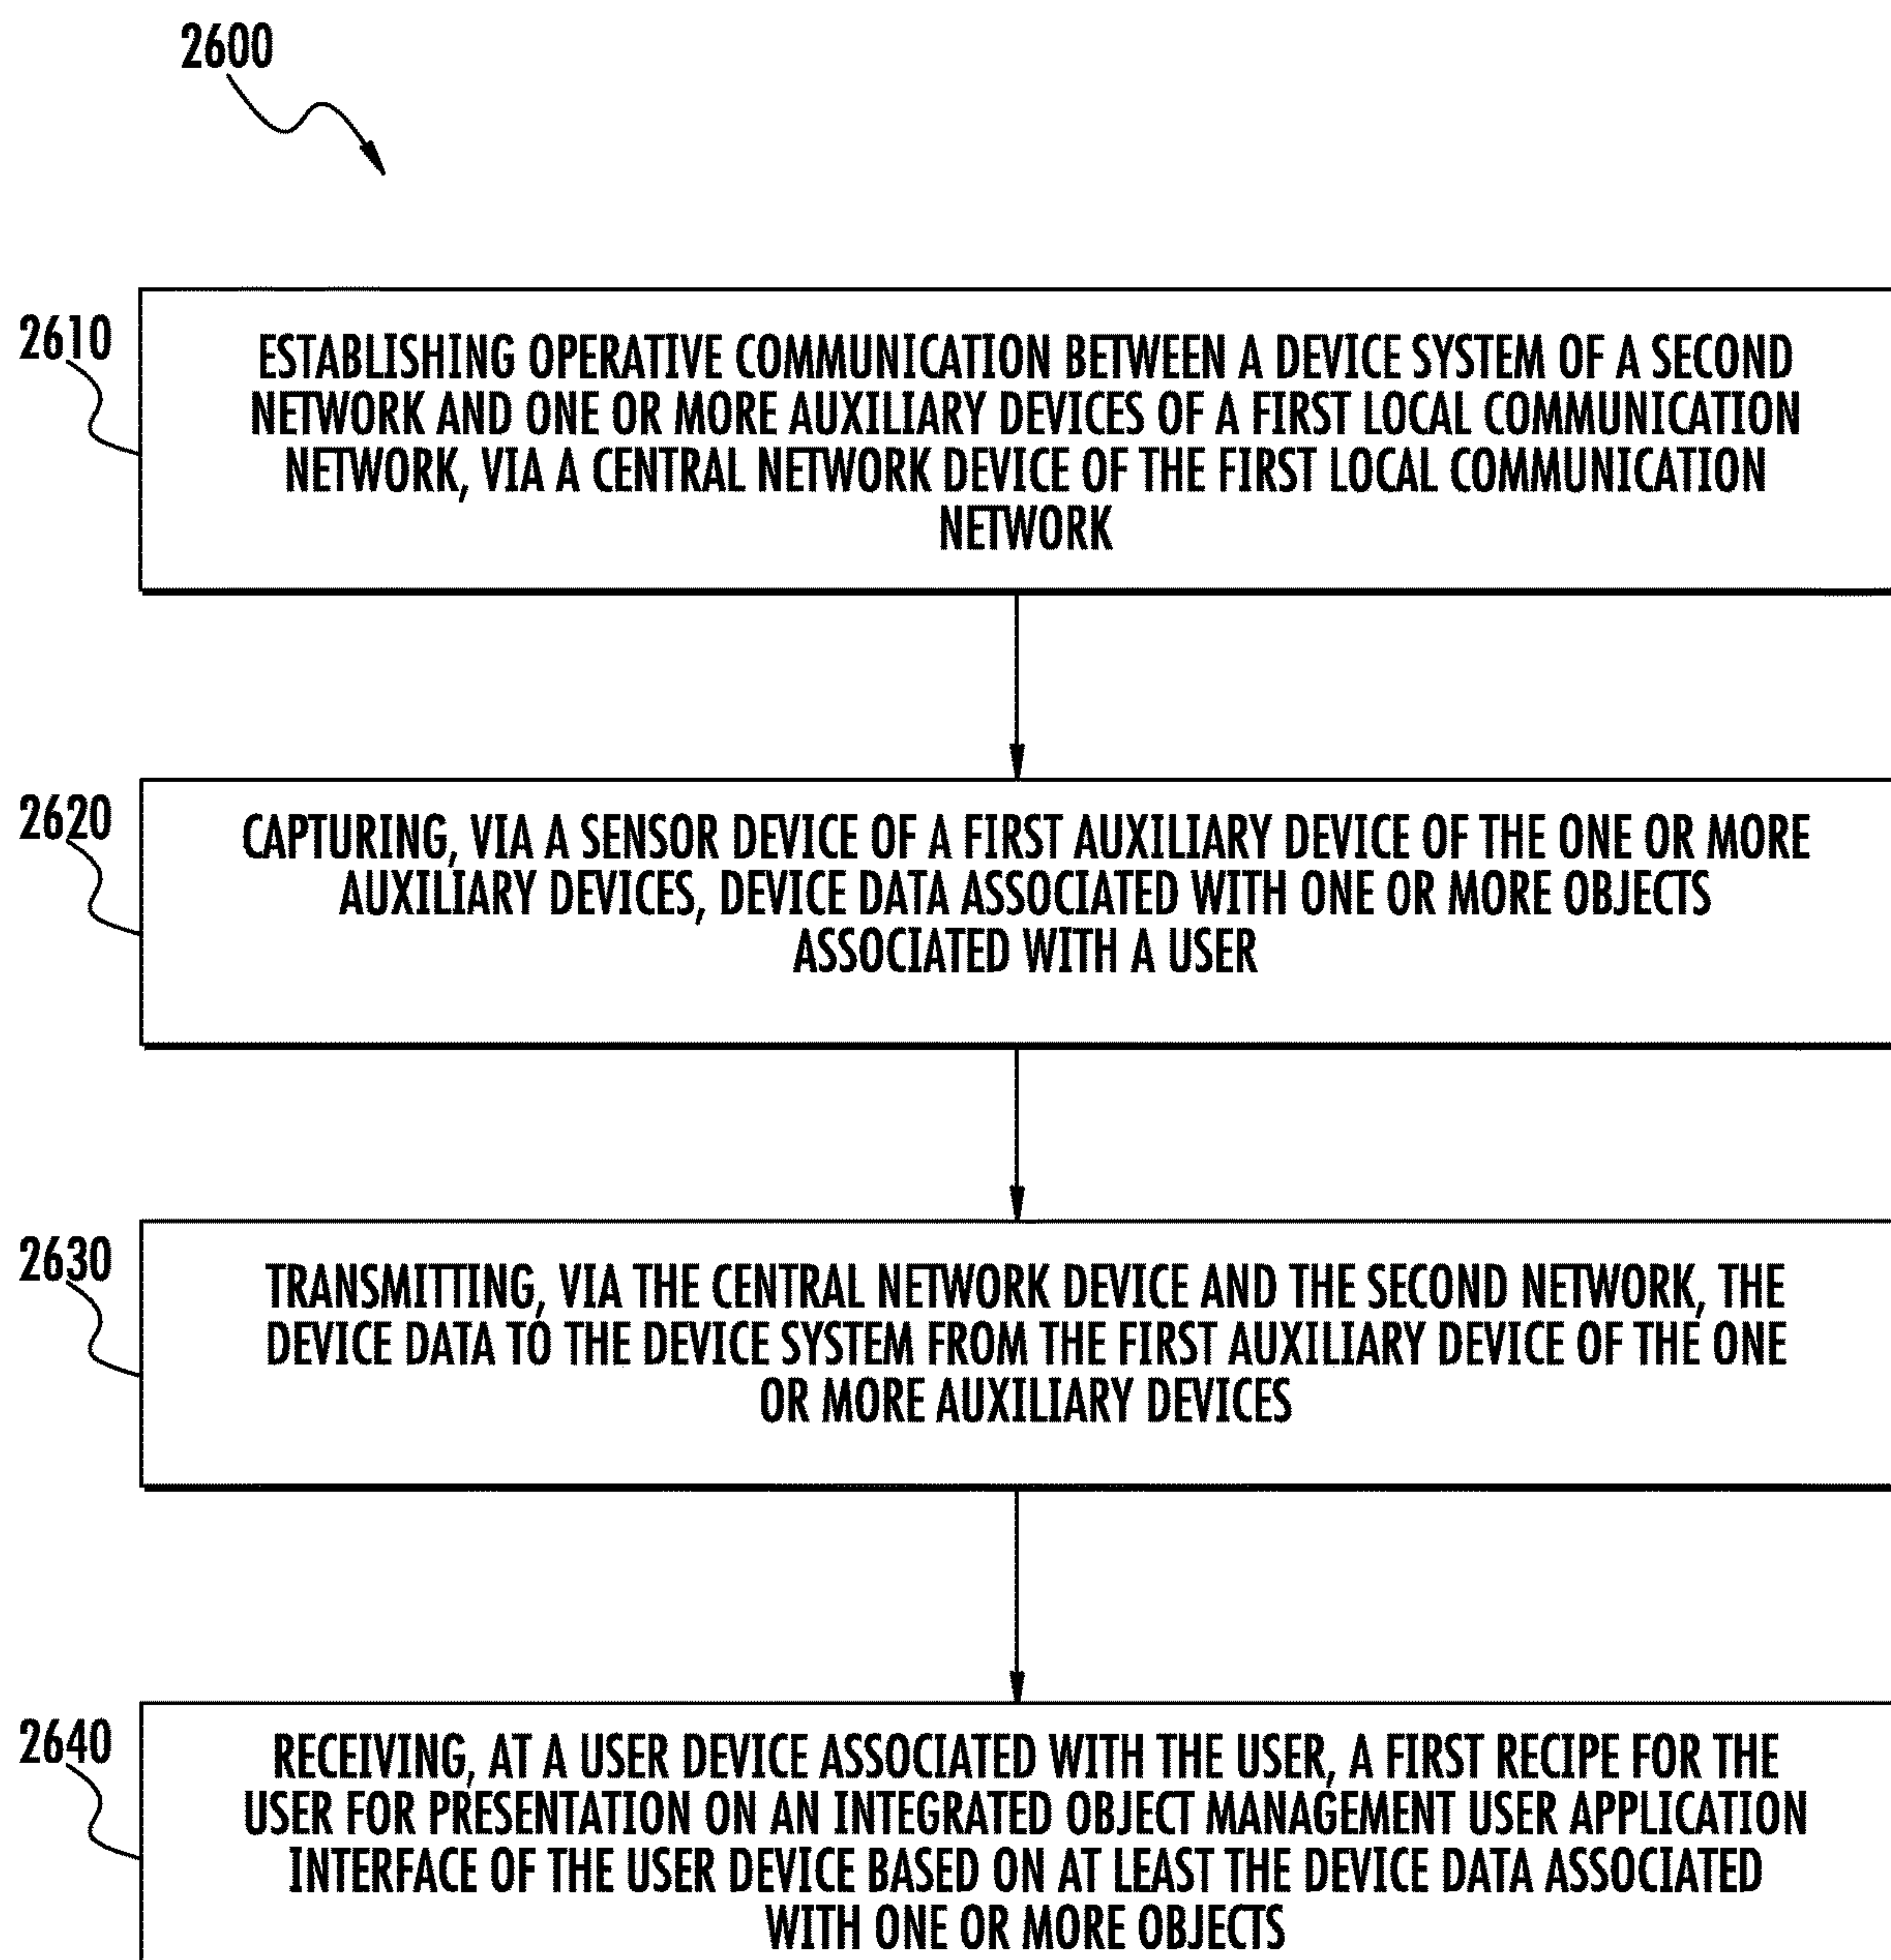 2600
2610
ESTABLISHING OPERATIVE COMMUNICATION BETWEEN A DEVICE SYSTEM OF A SECOND
NETWORK AND ONE OR MORE AUXILIARY DEVICES OF A FIRST LOCAL COMMUNICATION
NETWORK, VIA A CENTRAL NETWORK DEVICE OF THE FIRST LOCAL COMMUNICATION
NETWORK
2620
CAPTURING, VIA A SENSOR DEVICE OF A FIRST AUXILIARY DEVICE OF THE ONE OR MORE
AUXILIARY DEVICES, DEVICE DATA ASSOCIATED WITH ONE OR MORE OBJECTS
ASSOCIATED WITH A USER
2630
TRANSMITTING, VIA THE CENTRAL NETWORK DEVICE AND THE SECOND NETWORK, THE
DEVICE DATA TO THE DEVICE SYSTEM FROM THE FIRST AUXILIARY DEVICE OF THE ONE
OR MORE AUXILIARY DEVICES
2640
RECEIVING, AT A USER DEVICE ASSOCIATED WITH THE USER, A FIRST RECIPE FOR THE
USER FOR PRESENTATION ON AN INTEGRATED OBJECT MANAGEMENT USER APPLICATION
INTERFACE OF THE USER DEVICE BASED ON AT LEAST THE DEVICE DATA ASSOCIATED
WITH ONE OR MORE OBJECTS